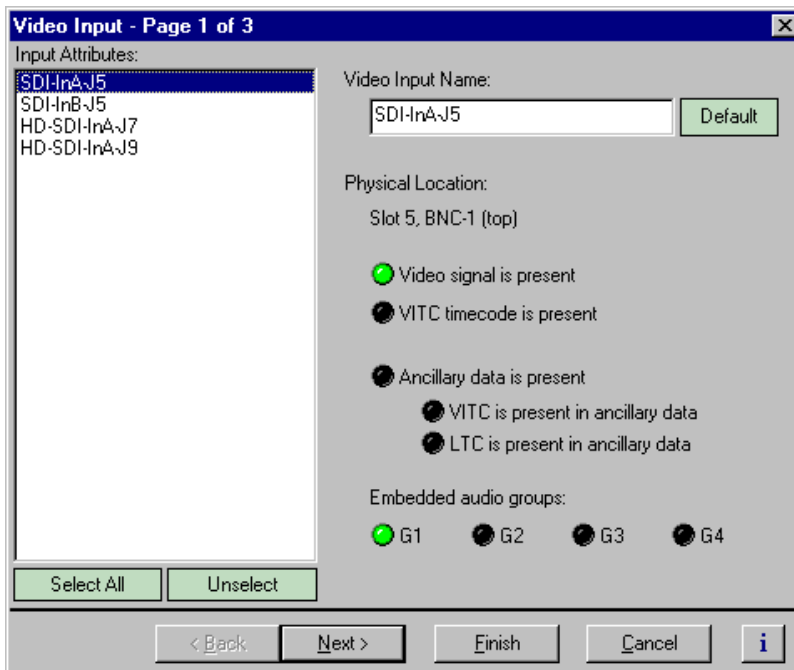 Video Input - Page 1 of 3
Input Attributes:
SDI-InA-J5
SDI-InB-J5
HD-SDI-InA-J7
HD-SDI-InA-J9
Select All
Unselect
Video Input Name:
SDI-InA-J5
Default
Physical Location:
Slot 5, BNC-1 (top)
Video signal is present
VITC timecode is present
Ancillary data is present
VITC is present in ancillary data
LTC is present in ancillary data
Embedded audio groups:
G1 G2 G3 G4
< Back Next > Finish Cancel i